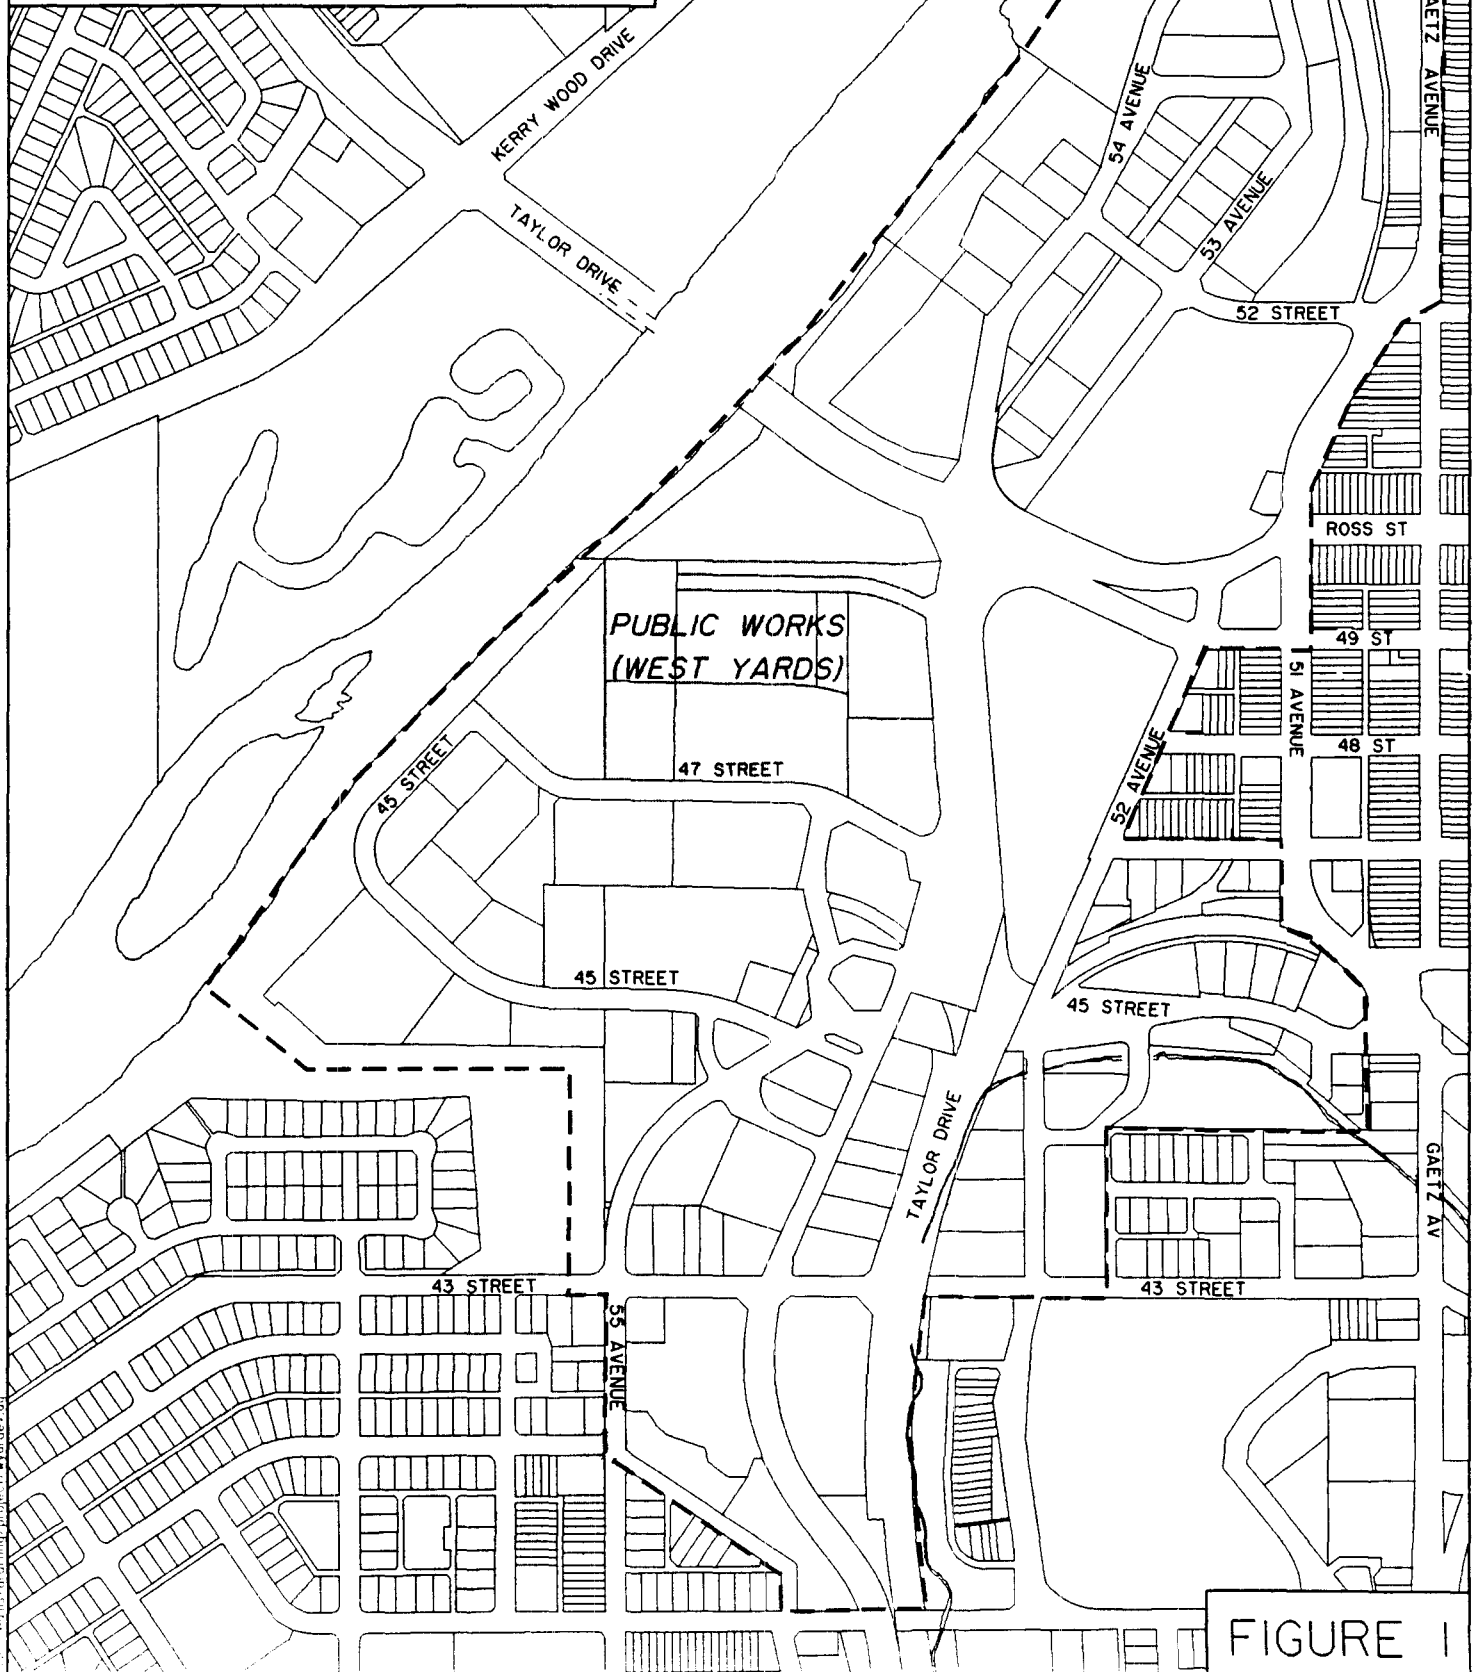 GAETZ AVENUE
KERRY WOOD DRIVE
54 AVENUE
TAYLOR DRIVE
53 AVENUE
52 STREET
ROSS ST
PUBLIC WORKS
(WEST YARDS)
49 ST
51 AVENUE
48 ST
52 AVENUE
45 STREET
47 STREET
45 STREET
45 STREET
TAYLOR DRIVE
GAETZ AV
43 STREET
43 STREET
55 AVENUE
FIGURE 1